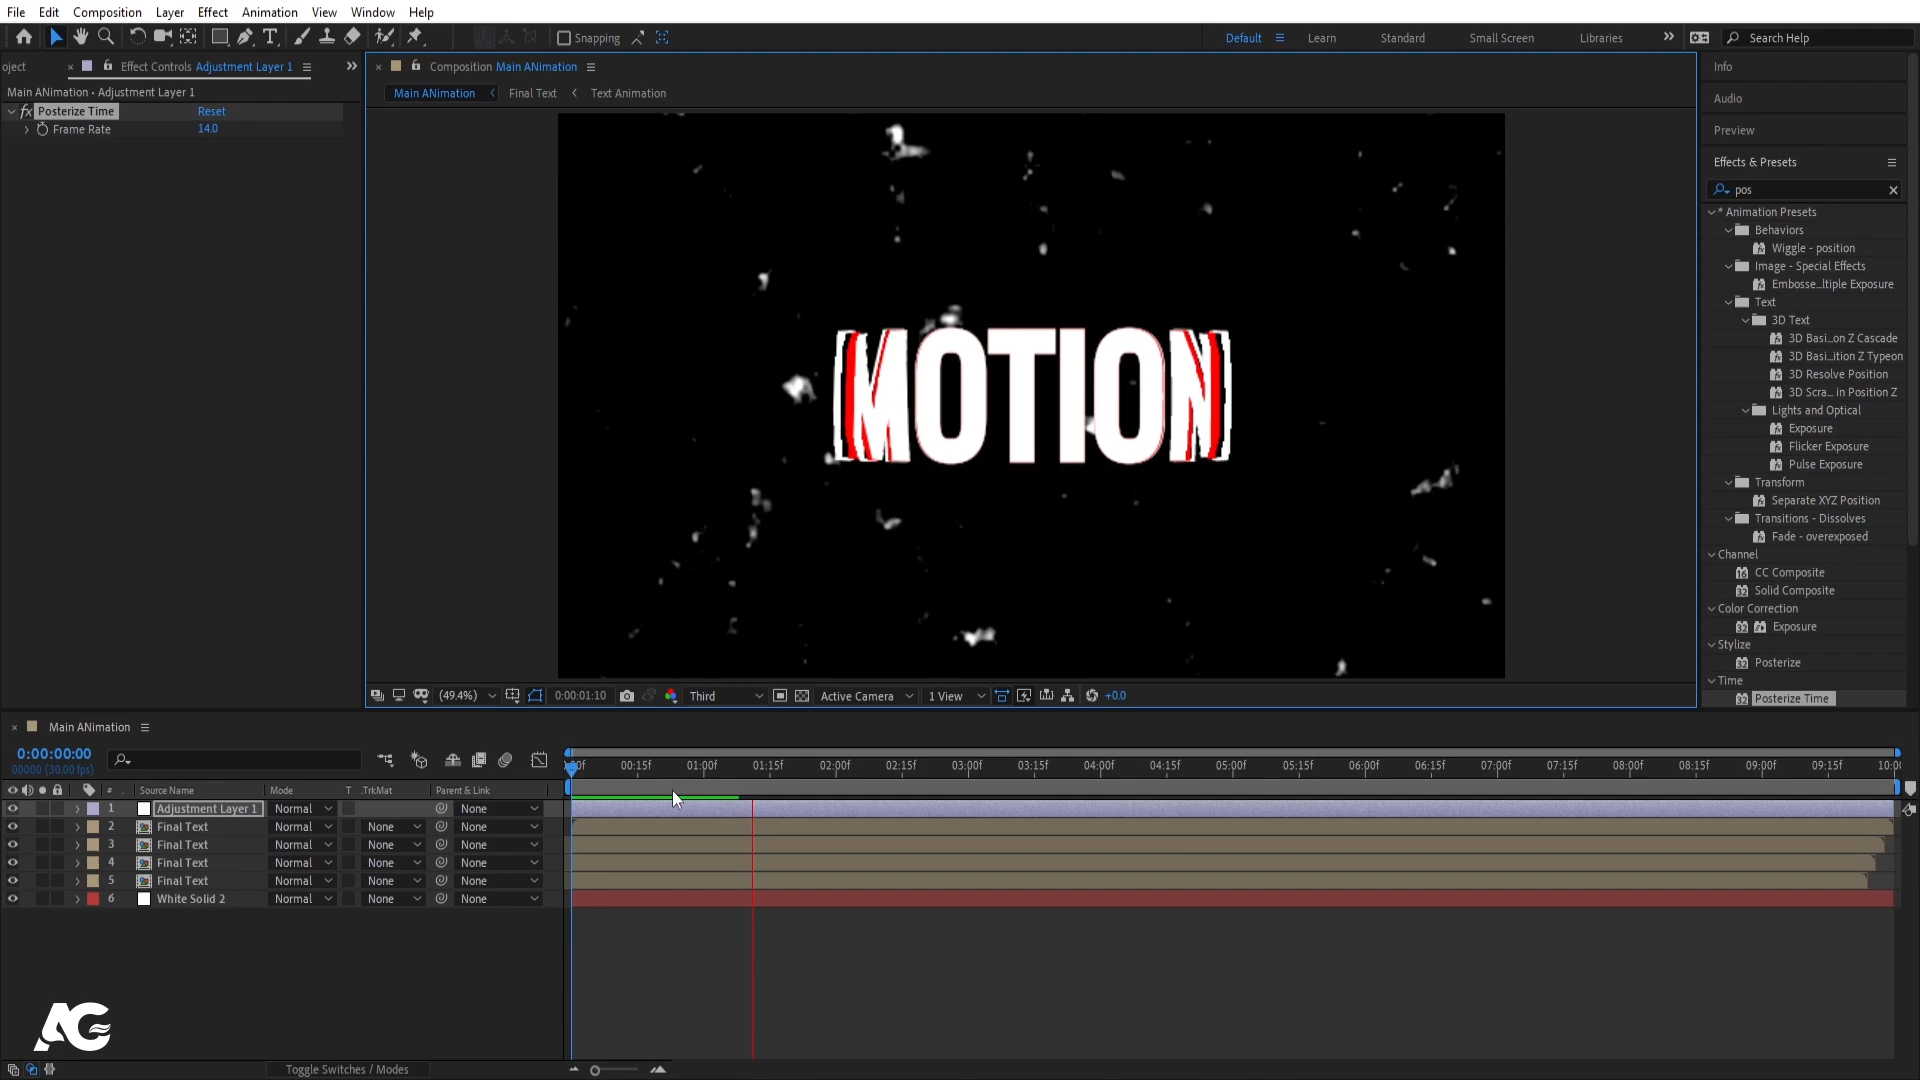 File Edit Composition Layer Effect Animation View Window Help
Snapping
Default Learn Standard Small Screen Libraries
Search Help
oject
Effect Controls Adjustment Layer 1
Main ANimation • Adjustment Layer 1
fx Posterize Time Reset
Frame Rate 14.0
Composition Main ANimation
Main ANimation Final Text Text Animation
MOTION
(49.4%) 0:00:01:10 Third Active Camera 1 View +0.0
Info
Audio
Preview
Effects & Presets
pos
* Animation Presets
Behaviors
Wiggle - position
Image - Special Effects
Embosse...ltiple Exposure
Text
3D Text
3D Basi...on Z Cascade
3D Basi...ition Z Typeon
3D Resolve Position
3D Scra... in Position Z
Lights and Optical
Exposure
Flicker Exposure
Pulse Exposure
Transform
Separate XYZ Position
Transitions - Dissolves
Fade - overexposed
Channel
CC Composite
Solid Composite
Color Correction
Exposure
Stylize
Posterize
Time
Posterize Time
Main ANimation
0:00:00:00
00000 (30.00 fps)
00:15f 01:00f 01:15f 02:00f 02:15f 03:00f 03:15f 04:00f 04:15f 05:00f 05:15f 06:00f 06:15f 07:00f 07:15f 08:00f 08:15f 09:00f 09:15f 10:0
# Source Name Mode T .TrkMat Parent & Link
1 Adjustment Layer 1 Normal None
2 Final Text Normal None None
3 Final Text Normal None None
4 Final Text Normal None None
5 Final Text Normal None None
6 White Solid 2 Normal None None
AG
Toggle Switches / Modes